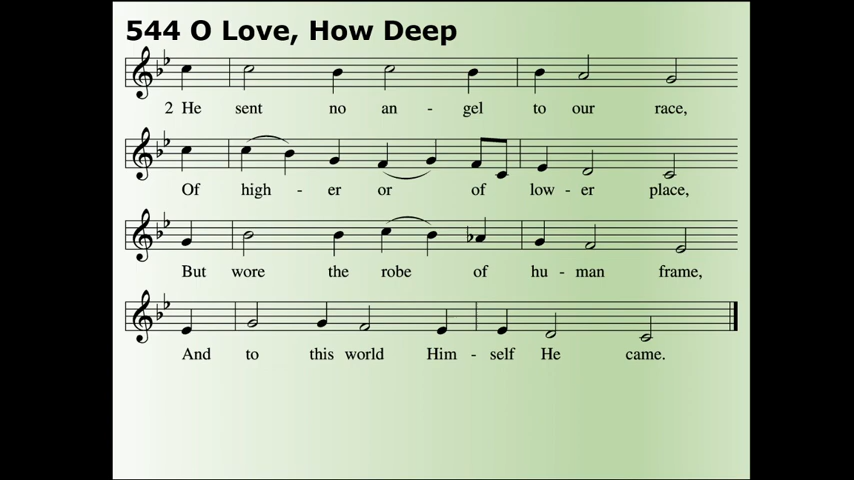 544 O Love, How Deep
2 He sent no an - gel to our race,
Of high - er or of low - er place,
But wore the robe of hu - man frame,
And to this world Him - self He came.